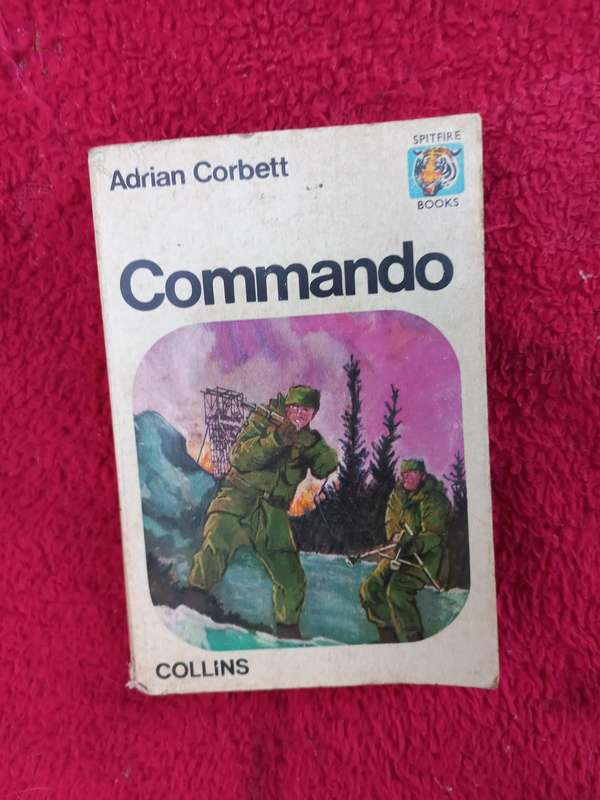 Adrian Corbett
SPITFIRE
BOOKS
Commando
COLLINS